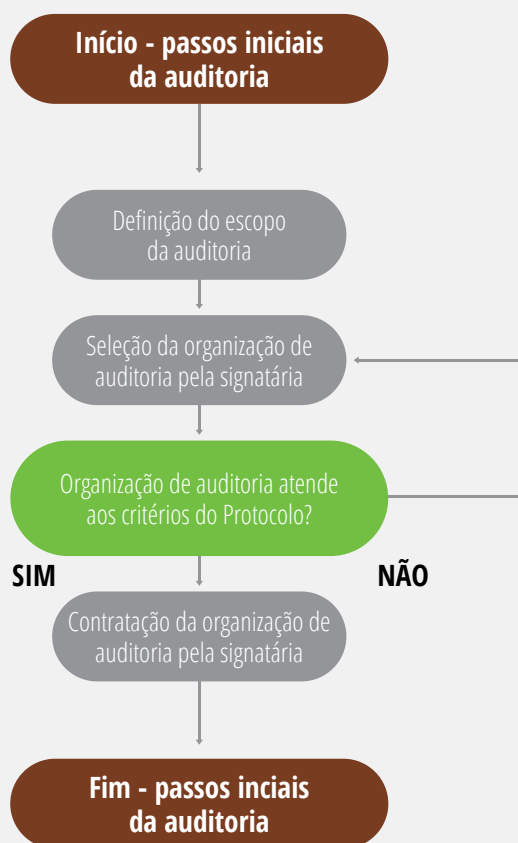 Início - passos iniciais
da auditoria
Definição do escopo
da auditoria
Seleção da organização de
auditoria pela signatária
Organização de auditoria atende
aos critérios do Protocolo?
SIM
NÃO
Contratação da organização de
auditoria pela signatária
Fim - passos inciais
da auditoria